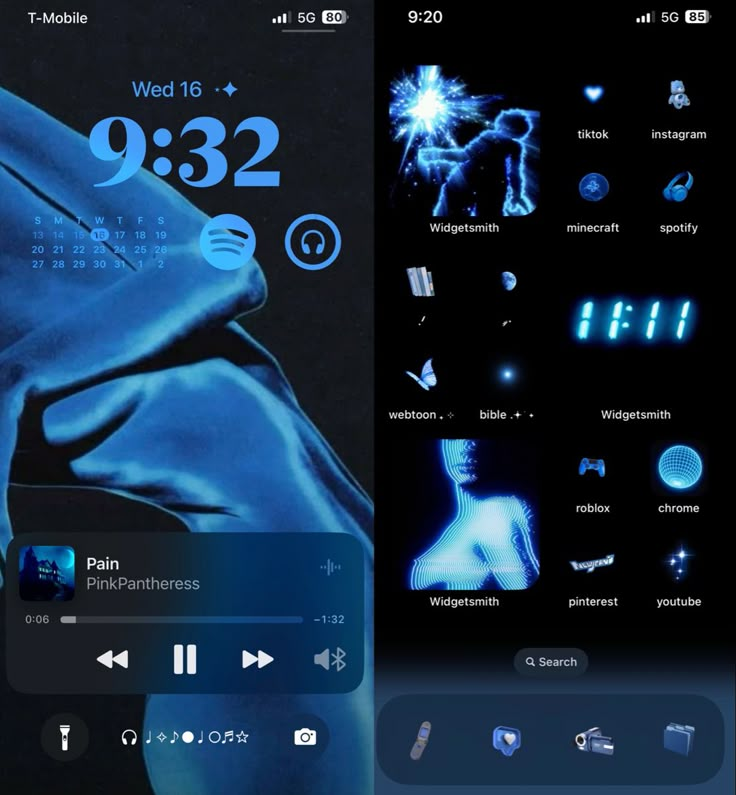 T-Mobile
5G 80
Wed 16
9:32
S M T W T F S
13 14 15 16 17 18 19
20 21 22 23 24 25 26
27 28 29 30 31 1 2
Pain
PinkPantheress
0:06
−1:32
♩✧♪●♩○♬☆
9:20
5G 85
Widgetsmith
tiktok
instagram
minecraft
spotify
webtoon
bible
11:11
Widgetsmith
Widgetsmith
roblox
chrome
pinterest
youtube
Search